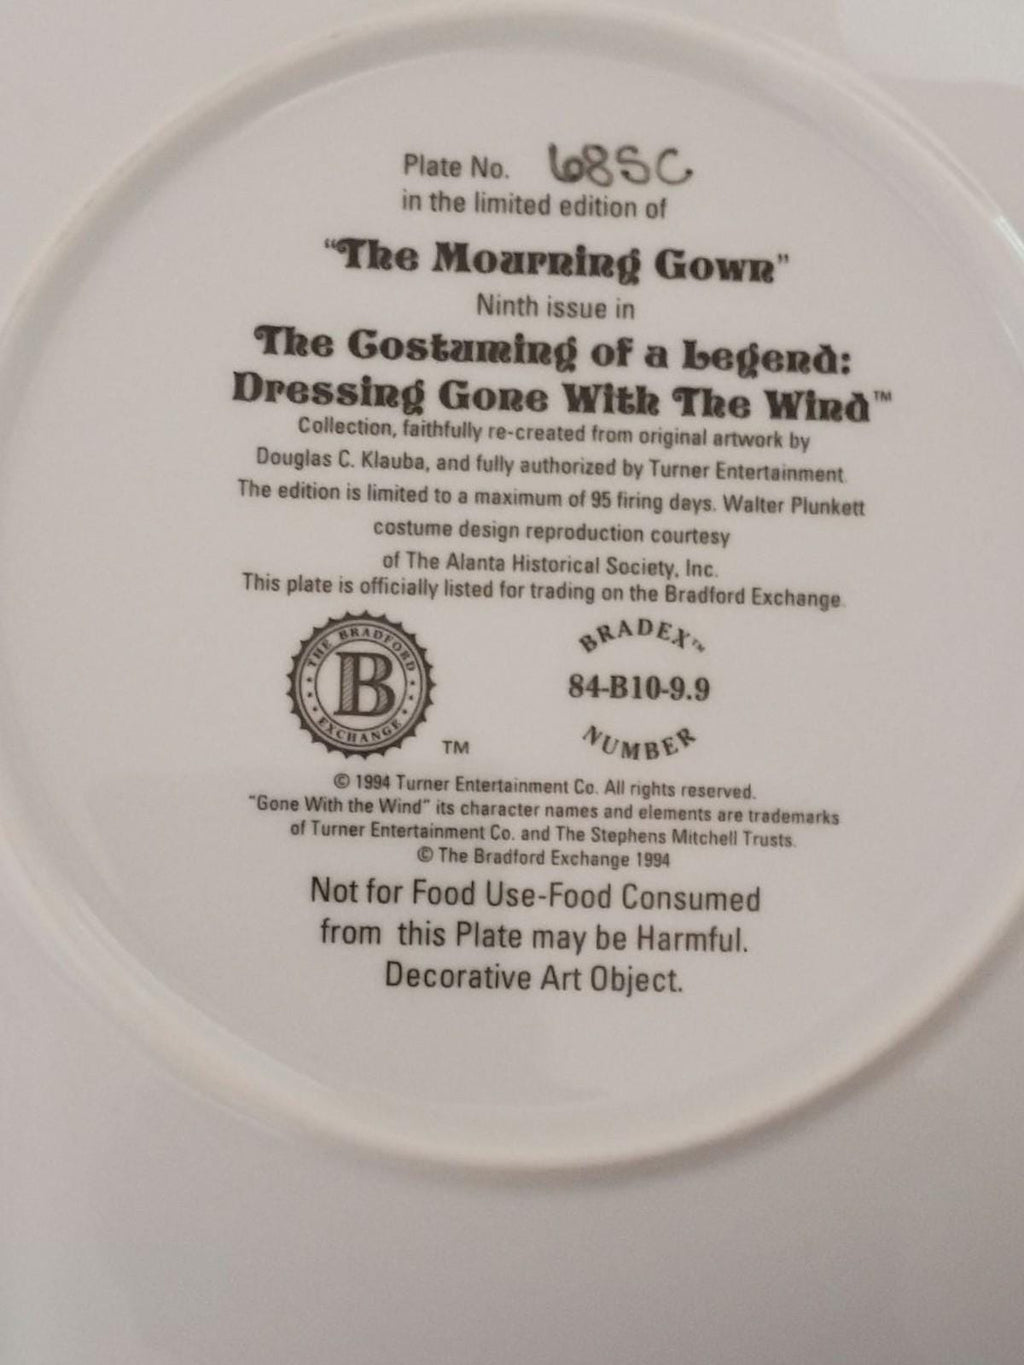 Plate No. 685C
in the limited edition of
"The Mourning Gown"
Ninth issue in
The Costuming of a Legend:
Dressing Gone With The Wind™
Collection, faithfully re-created from original artwork by
Douglas C. Klauba, and fully authorized by Turner Entertainment.
The edition is limited to a maximum of 95 firing days. Walter Plunkett
costume design reproduction courtesy
of The Alanta Historical Society, Inc.
This plate is officially listed for trading on the Bradford Exchange.
THE BRADFORD
B
EXCHANGE
TM
BRADEX™
84-B10-9.9
NUMBER
© 1994 Turner Entertainment Co. All rights reserved.
"Gone With the Wind" its character names and elements are trademarks
of Turner Entertainment Co. and The Stephens Mitchell Trusts.
© The Bradford Exchange 1994
Not for Food Use-Food Consumed
from this Plate may be Harmful.
Decorative Art Object.